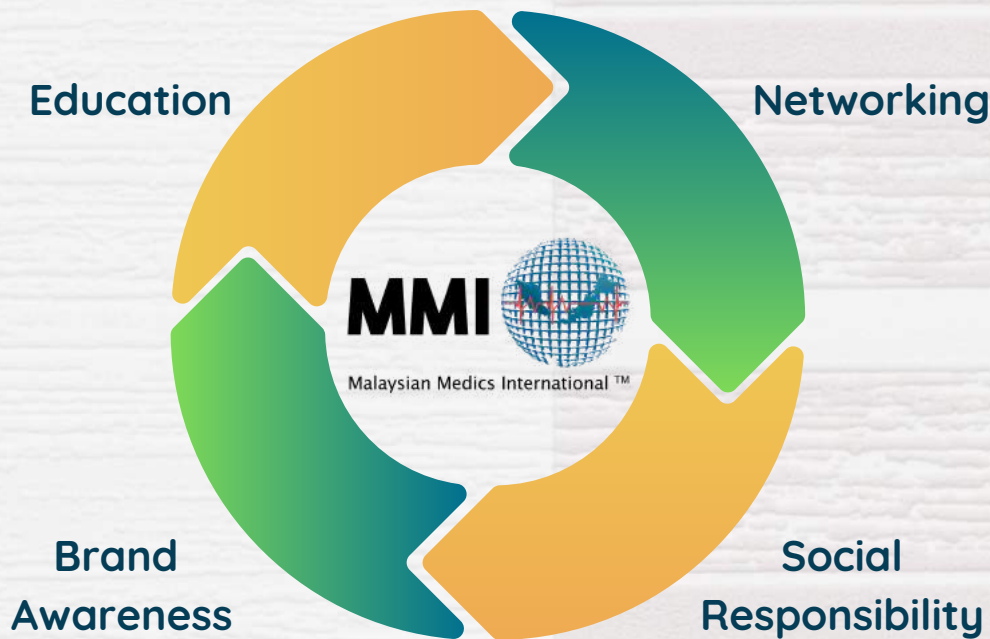 Education
Networking
MMI
Malaysian Medics International ™
Brand
Awareness
Social
Responsibility